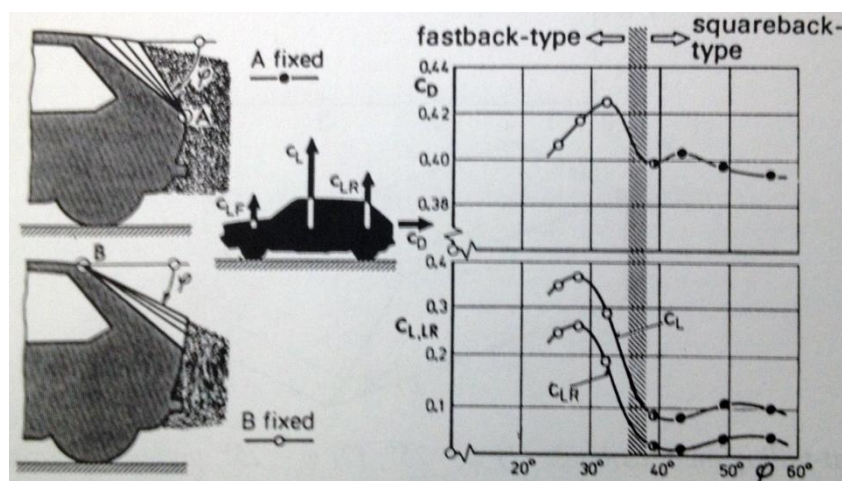 φ
A
A fixed
B
φ
B fixed
C_L
C_LF
C_LR
C_D
fastback-type
squareback-
type
0,44
C_D
0,42
0,40
0,38
0
0,4
0,3
C_L,LR
0,2
0,1
0
C_L
C_LR
20° 30° 40° 50° φ 60°